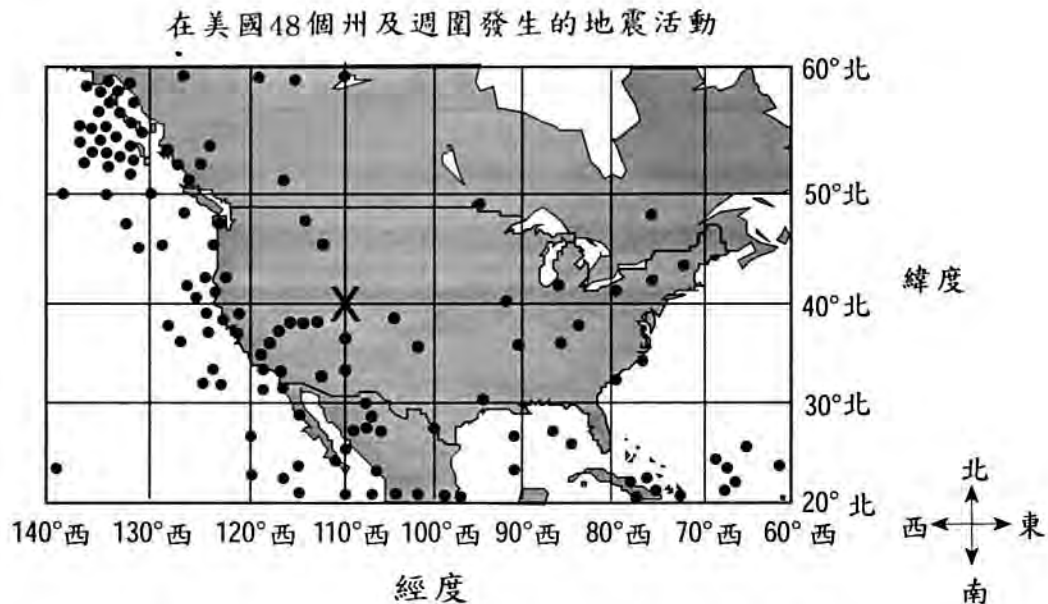 在美國48個州及週圍發生的地震活動
60°北
50°北
40°北
30°北
20°北
緯度
X
140°西 130°西 120°西 110°西 100°西 90°西 80°西 70°西 60°西
經度
北
西 東
南